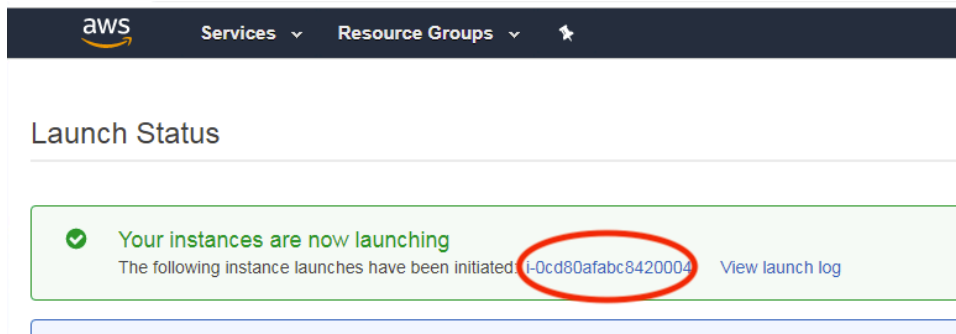 aws Services Resource Groups
Launch Status
Your instances are now launching
The following instance launches have been initiated: i-0cd80afabc8420004 View launch log